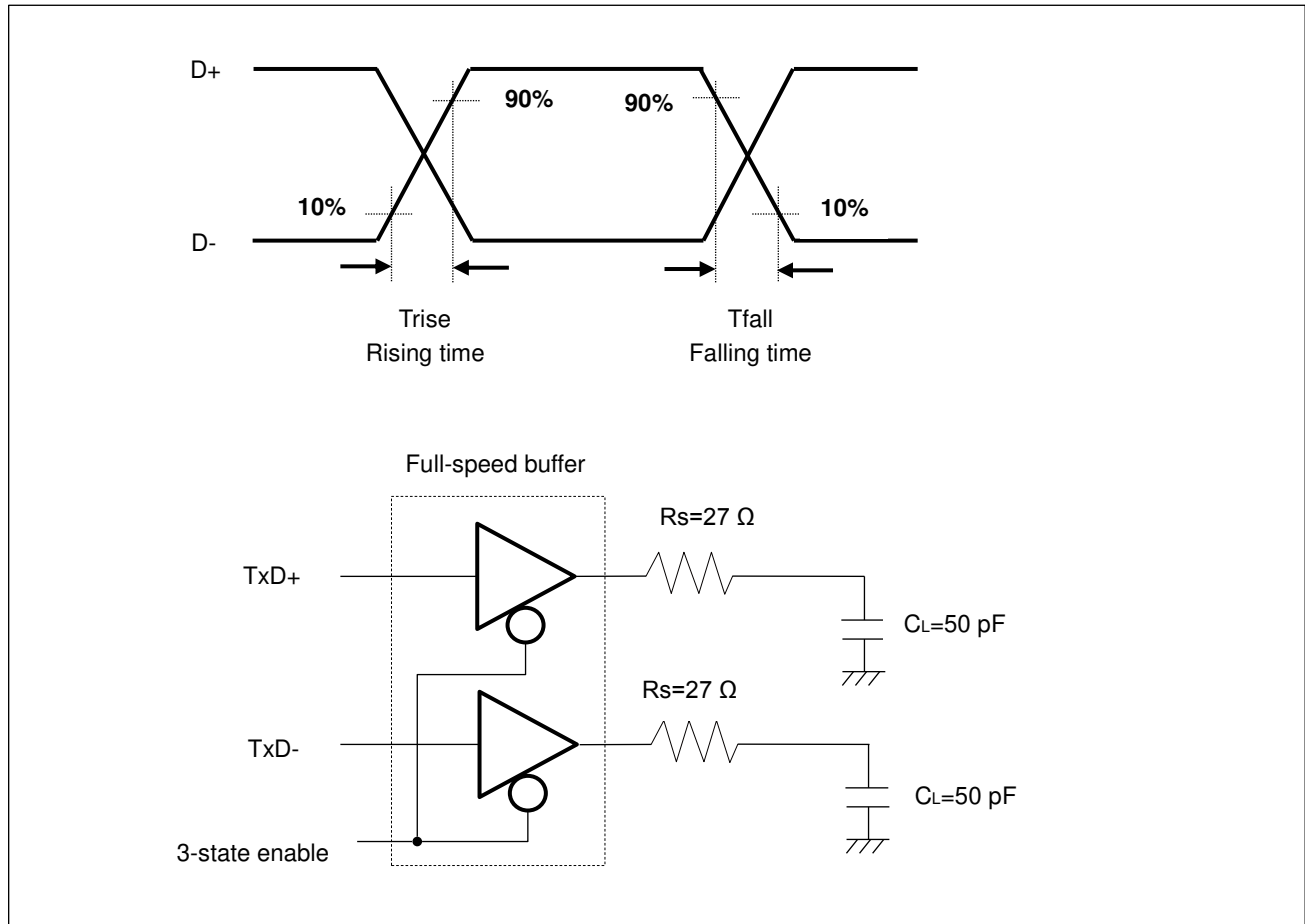 D+
90%
90%
10%
10%
D-
Trise
Rising time
Tfall
Falling time
Full-speed buffer
Rs=27 Ω
TxD+
CL=50 pF
Rs=27 Ω
TxD-
CL=50 pF
3-state enable